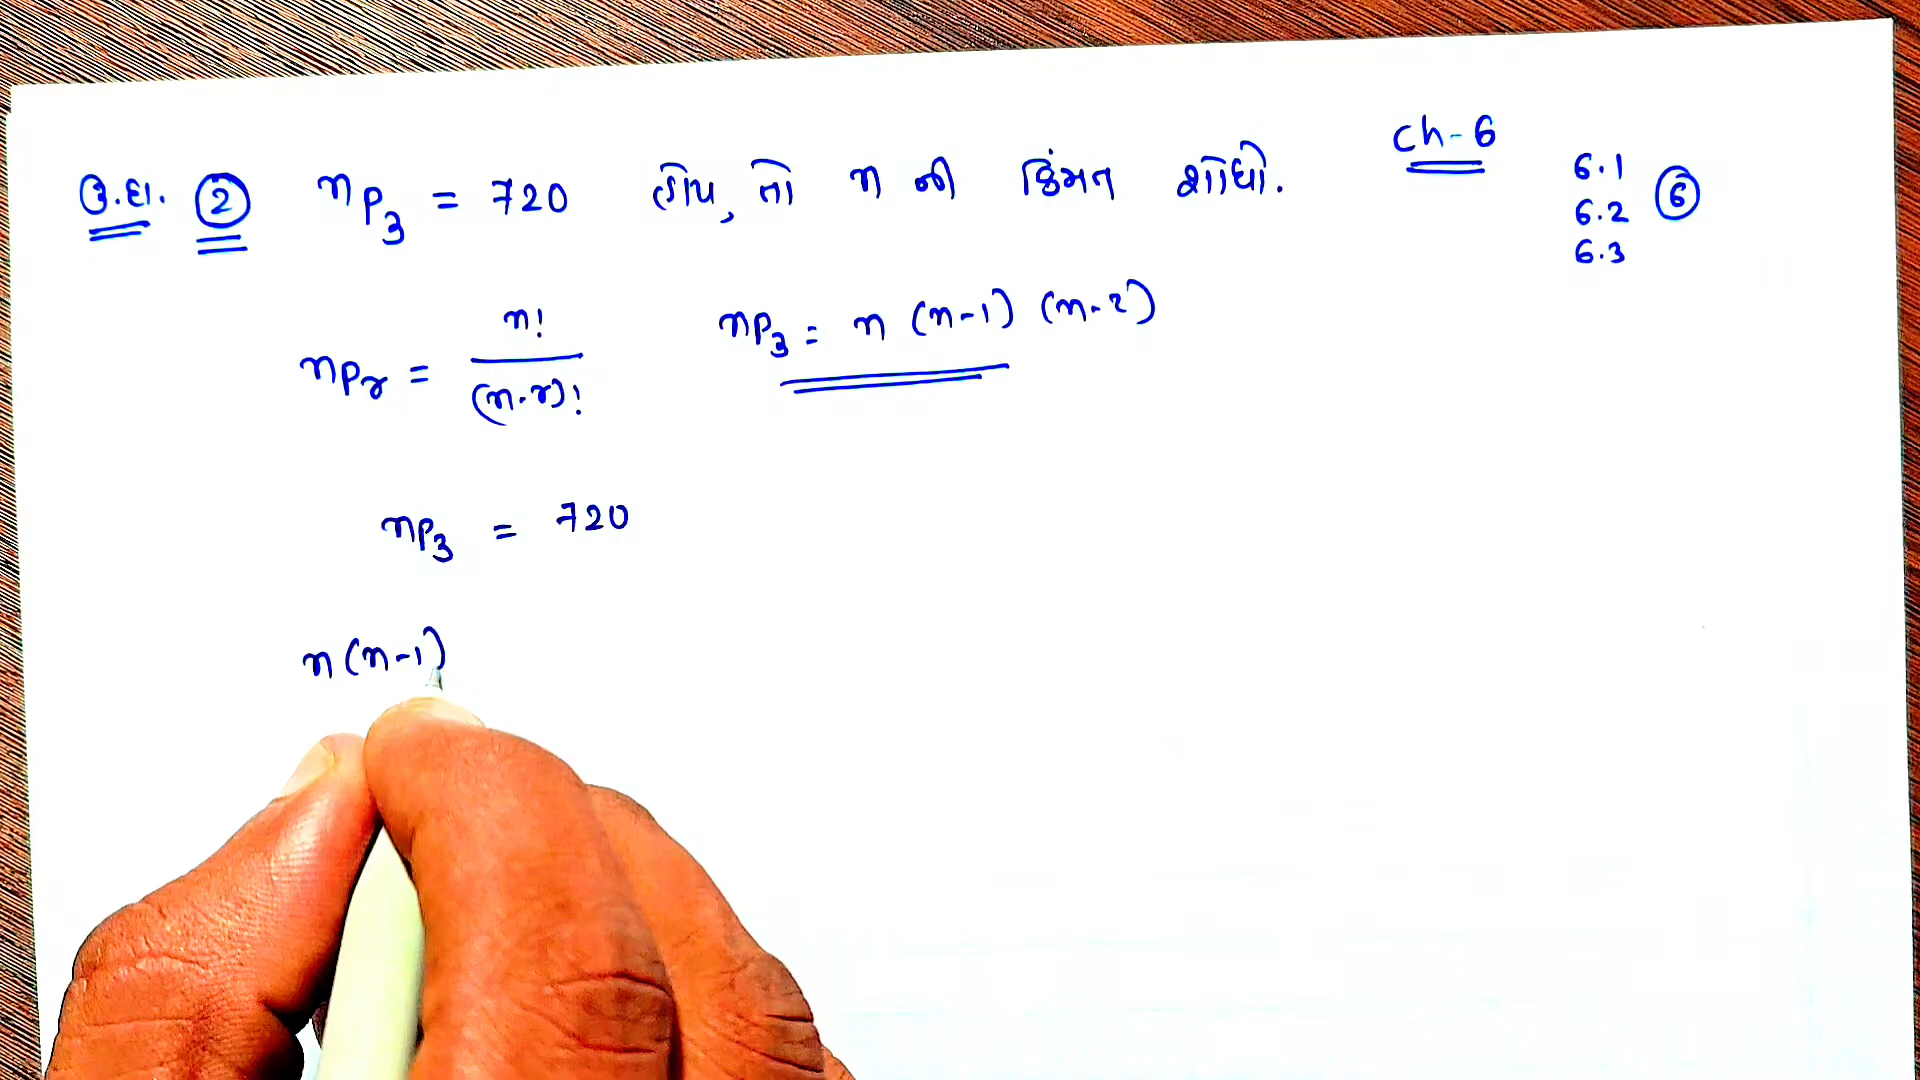 ઉ.દા. ② nP₃ = 720 હોય, તો n ની કિંમત શોધો.
Ch-6
6.1
6.2 ⑥
6.3
nPr = n! / (n-r)!
nP₃ = n (n-1) (n-2)
nP₃ = 720
n(n-1)